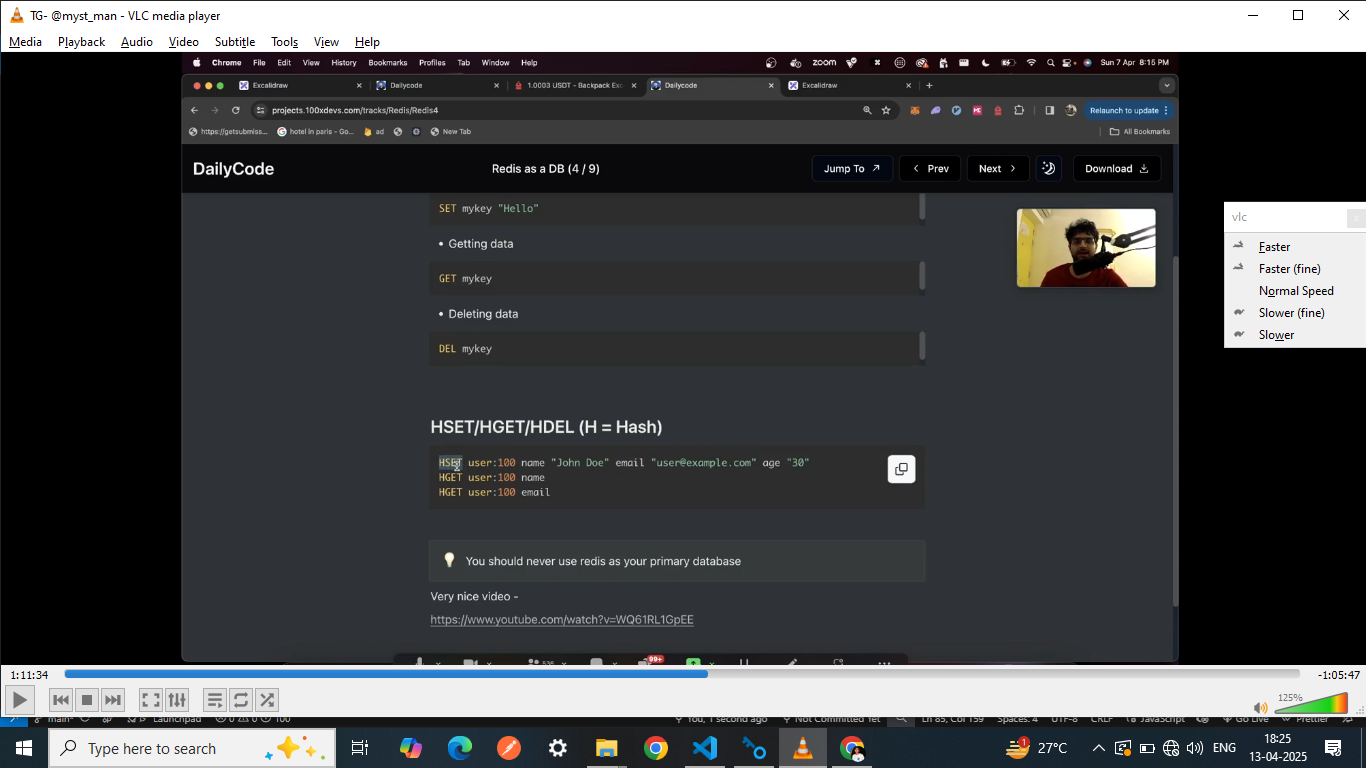 TG- @myst_man - VLC media player
Media Playback Audio Video Subtitle Tools View Help
Chrome File Edit View History Bookmarks Profiles Tab Window Help
zoom
Sun 7 Apr 8:15 PM
Excalidraw
Dailycode
1.0003 USDT - Backpack Exc
Dailycode
Excalidraw
projects.100xdevs.com/tracks/Redis/Redis4
Relaunch to update
https://getsubmiss...
hotel in paris - Go...
ad
New Tab
All Bookmarks
DailyCode
Redis as a DB (4 / 9)
Jump To
Prev
Next
Download
SET mykey "Hello"
• Getting data
GET mykey
• Deleting data
DEL mykey
HSET/HGET/HDEL (H = Hash)
HSET user:100 name "John Doe" email "user@example.com" age "30"
HGET user:100 name
HGET user:100 email
You should never use redis as your primary database
Very nice video -
https://www.youtube.com/watch?v=WQ61RL1GpEE
536
99+
vlc
Faster
Faster (fine)
Normal Speed
Slower (fine)
Slower
1:11:34
-1:05:47
125%
main*
Launchpad
0 0 100
You, 1 second ago
Not Committed Yet
Ln 85, Col 159
Spaces: 4
UTF-8
CRLF
JavaScript
Go Live
Prettier
Type here to search
1
27°C
ENG
18:25
13-04-2025